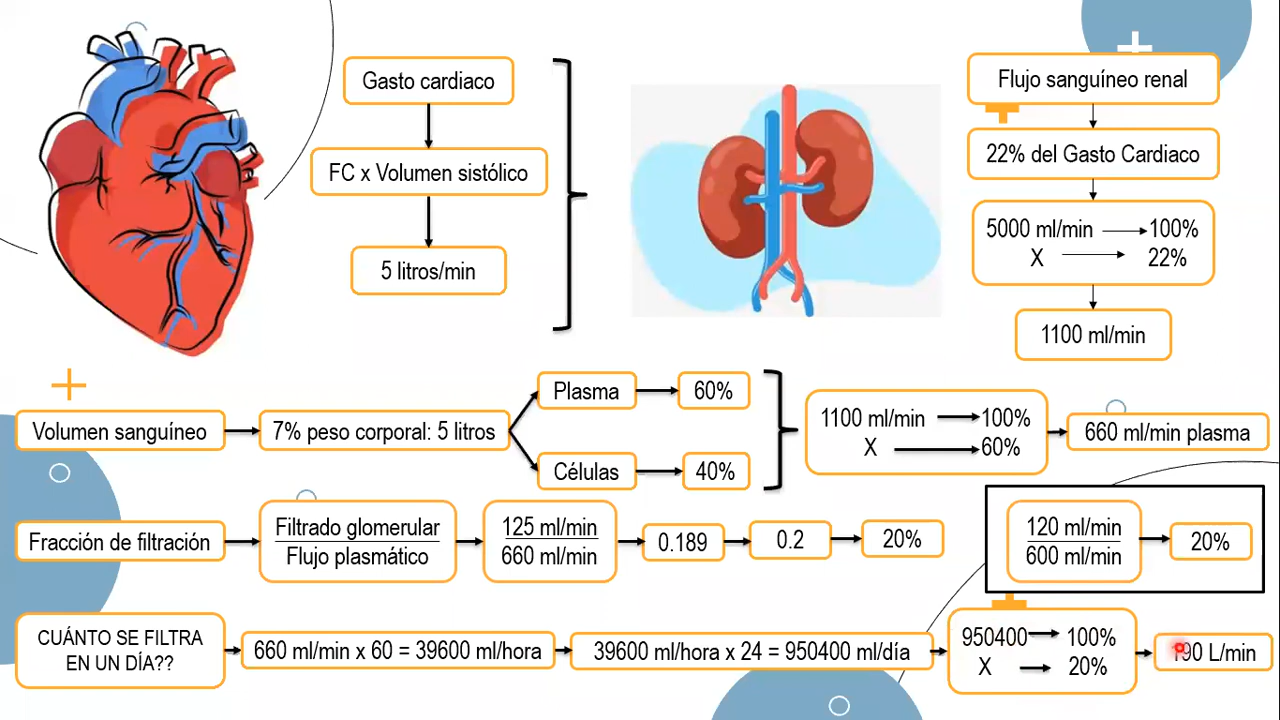 Gasto cardiaco
FC x Volumen sistólico
5 litros/min
Flujo sanguíneo renal
22% del Gasto Cardiaco
5000 ml/min 100%
X 22%
1100 ml/min
Volumen sanguíneo
7% peso corporal: 5 litros
Plasma
60%
Células
40%
1100 ml/min 100%
X 60%
660 ml/min plasma
Fracción de filtración
Filtrado glomerular
Flujo plasmático
125 ml/min
660 ml/min
0.189
0.2
20%
120 ml/min
600 ml/min
20%
CUÁNTO SE FILTRA
EN UN DÍA??
660 ml/min x 60 = 39600 ml/hora
39600 ml/hora x 24 = 950400 ml/día
950400 100%
X 20%
190 L/min